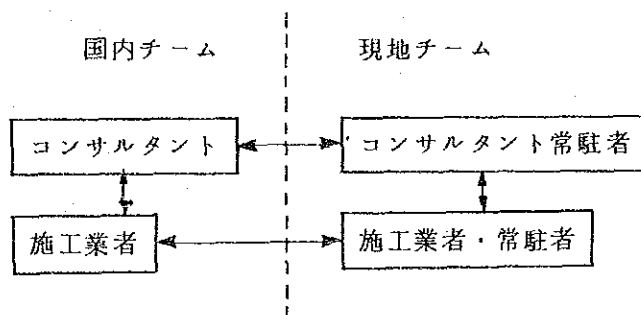 国内チーム
現地チーム
コンサルタント
コンサルタント常駐者
施工業者
施工業者・常駐者